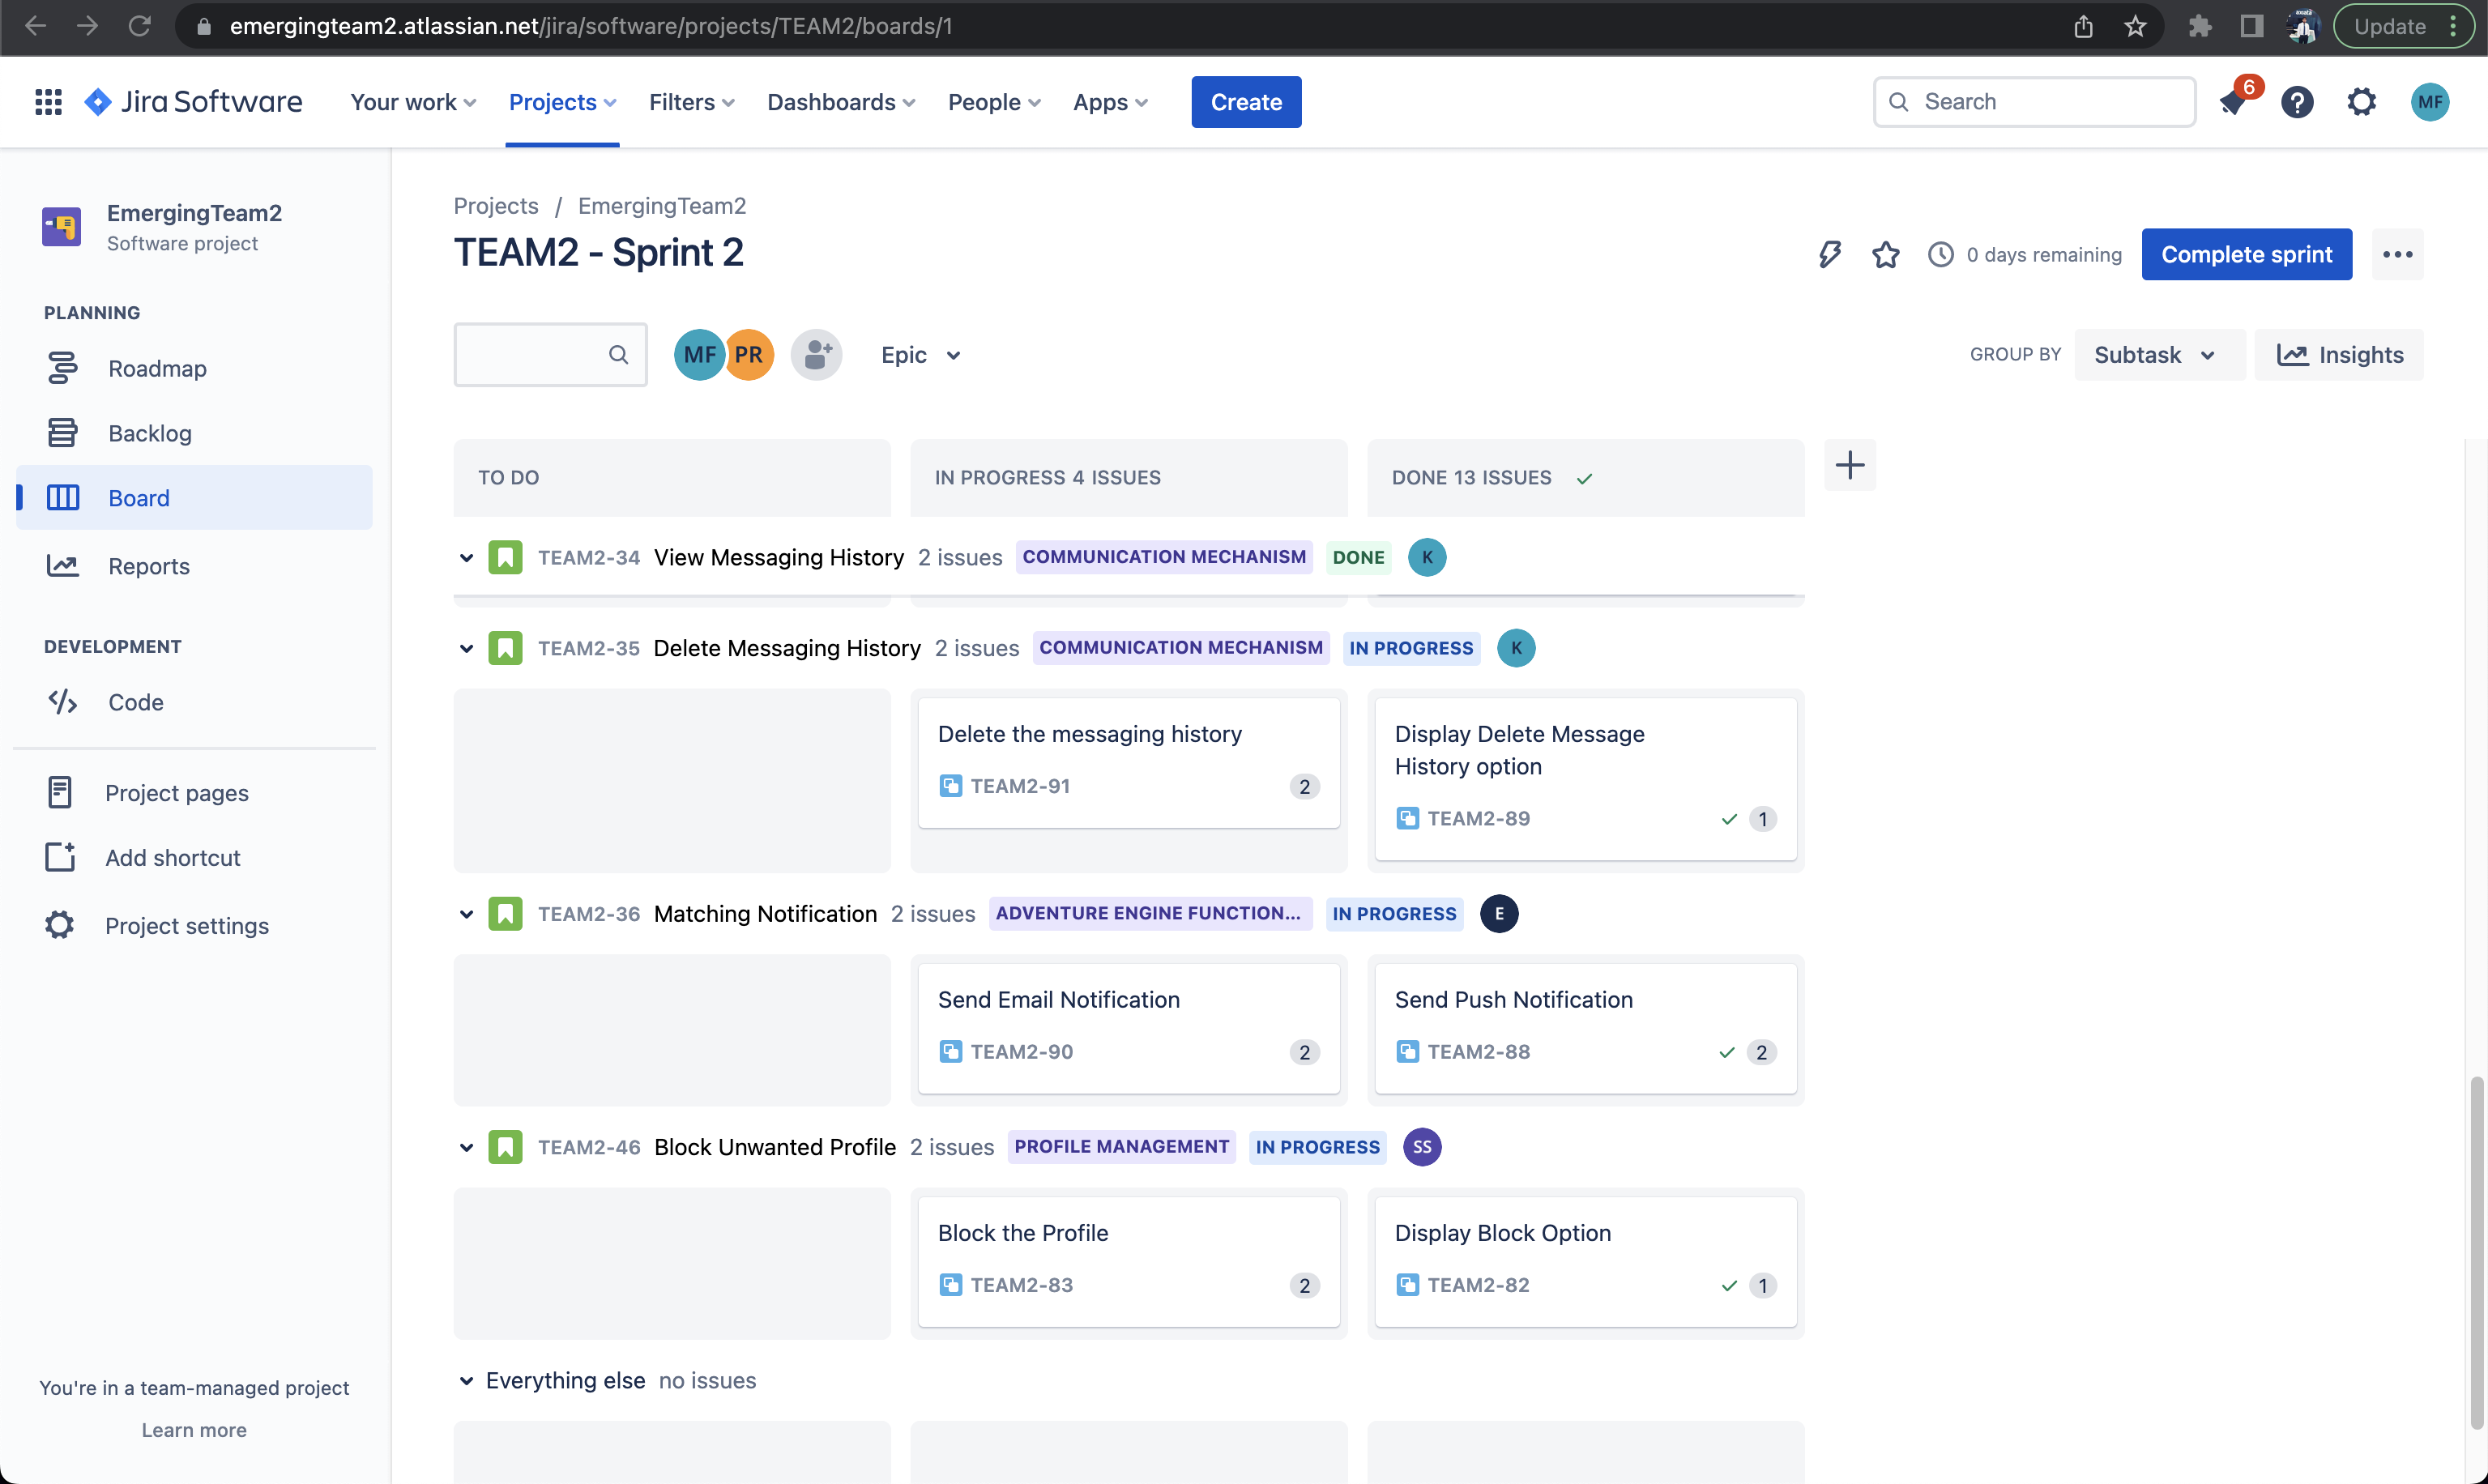 emergingteam2.atlassian.net/jira/software/projects/TEAM2/boards/1
Update
Jira Software
Your work
Projects
Filters
Dashboards
People
Apps
Create
Search
6
MF
EmergingTeam2
Software project
PLANNING
Roadmap
Backlog
Board
Reports
DEVELOPMENT
Code
Project pages
Add shortcut
Project settings
You're in a team-managed project
Learn more
Projects / EmergingTeam2
TEAM2 - Sprint 2
0 days remaining
Complete sprint
MF PR
Epic
GROUP BY
Subtask
Insights
TO DO
IN PROGRESS 4 ISSUES
DONE 13 ISSUES
TEAM2-34 View Messaging History 2 issues COMMUNICATION MECHANISM DONE K
TEAM2-35 Delete Messaging History 2 issues COMMUNICATION MECHANISM IN PROGRESS K
Delete the messaging history
TEAM2-91 2
Display Delete Message
History option
TEAM2-89 1
TEAM2-36 Matching Notification 2 issues ADVENTURE ENGINE FUNCTION... IN PROGRESS E
Send Email Notification
TEAM2-90 2
Send Push Notification
TEAM2-88 2
TEAM2-46 Block Unwanted Profile 2 issues PROFILE MANAGEMENT IN PROGRESS SS
Block the Profile
TEAM2-83 2
Display Block Option
TEAM2-82 1
Everything else no issues